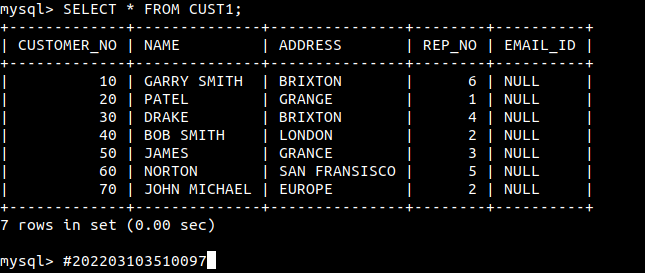 mysql> SELECT * FROM CUST1;
+-------------+--------------+---------------+--------+----------+
| CUSTOMER_NO | NAME         | ADDRESS       | REP_NO | EMAIL_ID |
+-------------+--------------+---------------+--------+----------+
|          10 | GARRY SMITH  | BRIXTON       |      6 | NULL     |
|          20 | PATEL        | GRANGE        |      1 | NULL     |
|          30 | DRAKE        | BRIXTON       |      4 | NULL     |
|          40 | BOB SMITH    | LONDON        |      2 | NULL     |
|          50 | JAMES        | GRANCE        |      3 | NULL     |
|          60 | NORTON       | SAN FRANSISCO |      5 | NULL     |
|          70 | JOHN MICHAEL | EUROPE        |      2 | NULL     |
+-------------+--------------+---------------+--------+----------+
7 rows in set (0.00 sec)
mysql> #202203103510097